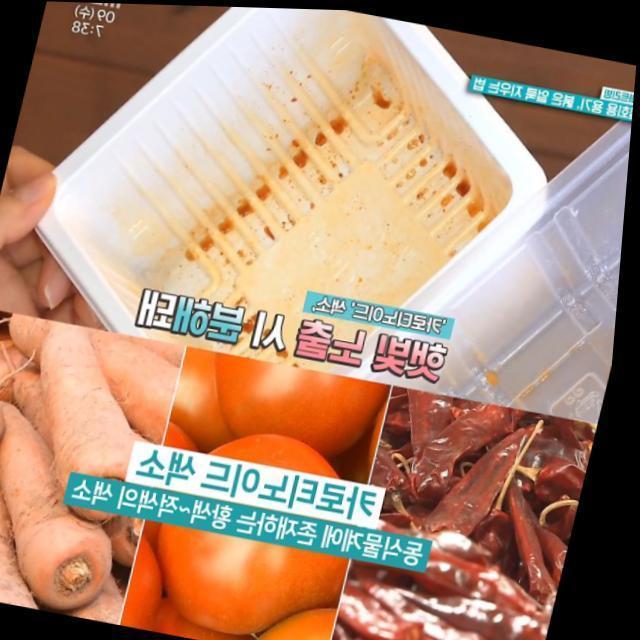 09 (수)
7:38
회용 용기, 붉은 얼룩 지우는 법
'카로티노이드' 색소,
햇빛 노출 시 분해돼
카로티노이드 색소
동식물계에 존재하는 황색~적색의 색소